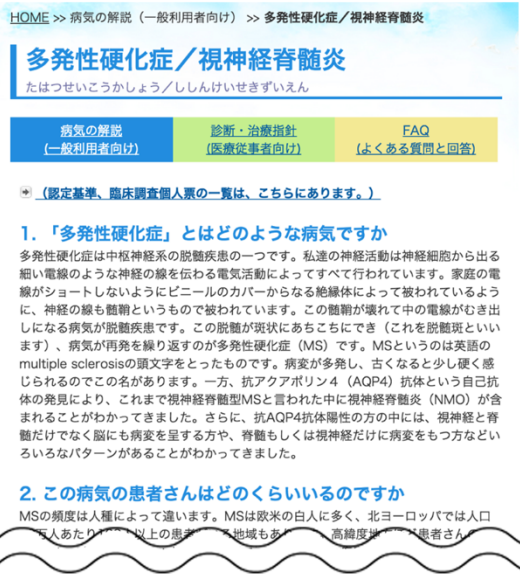 HOME >> 病気の解説（一般利用者向け） >> 多発性硬化症／視神経脊髄炎
多発性硬化症／視神経脊髄炎
たはつせいこうかしょう／ししんけいせきずいえん
病気の解説
(一般利用者向け)
診断・治療指針
(医療従事者向け)
FAQ
(よくある質問と回答)
（認定基準、臨床調査個人票の一覧は、こちらにあります。）
1. 「多発性硬化症」とはどのような病気ですか
多発性硬化症は中枢神経系の脱髄疾患の一つです。私達の神経活動は神経細胞から出る
細い電線のような神経の線を伝わる電気活動によってすべて行われています。家庭の電
線がショートしないようにビニールのカバーからなる絶縁体によって被われているよう
に、神経の線も髄鞘というもので被われています。この髄鞘が壊れて中の電線がむき出
しになる病気が脱髄疾患です。この脱髄が斑状にあちこちにでき（これを脱髄斑といい
ます）、病気が再発を繰り返すのが多発性硬化症（MS）です。MSというのは英語の
multiple sclerosisの頭文字をとったものです。病変が多発し、古くなると少し硬く感
じられるのでこの名があります。一方、抗アクアポリン４（AQP4）抗体という自己抗
体の発見により、これまで視神経脊髄型MSと言われた中に視神経脊髄炎（NMO）が含
まれることがわかってきました。さらに、抗AQP4抗体陽性の方の中には、視神経と脊
髄だけでなく脳にも病変を呈する方や、脊髄もしくは視神経だけに病変をもつ方などい
ろいろなパターンがあることがわかってきました。
2. この病気の患者さんはどのくらいいるのですか
MSの頻度は人種によって違います。MSは欧米の白人に多く、北ヨーロッパでは人口
万人あたり 以上の患 る地域もあ 、高緯度地 患者さん